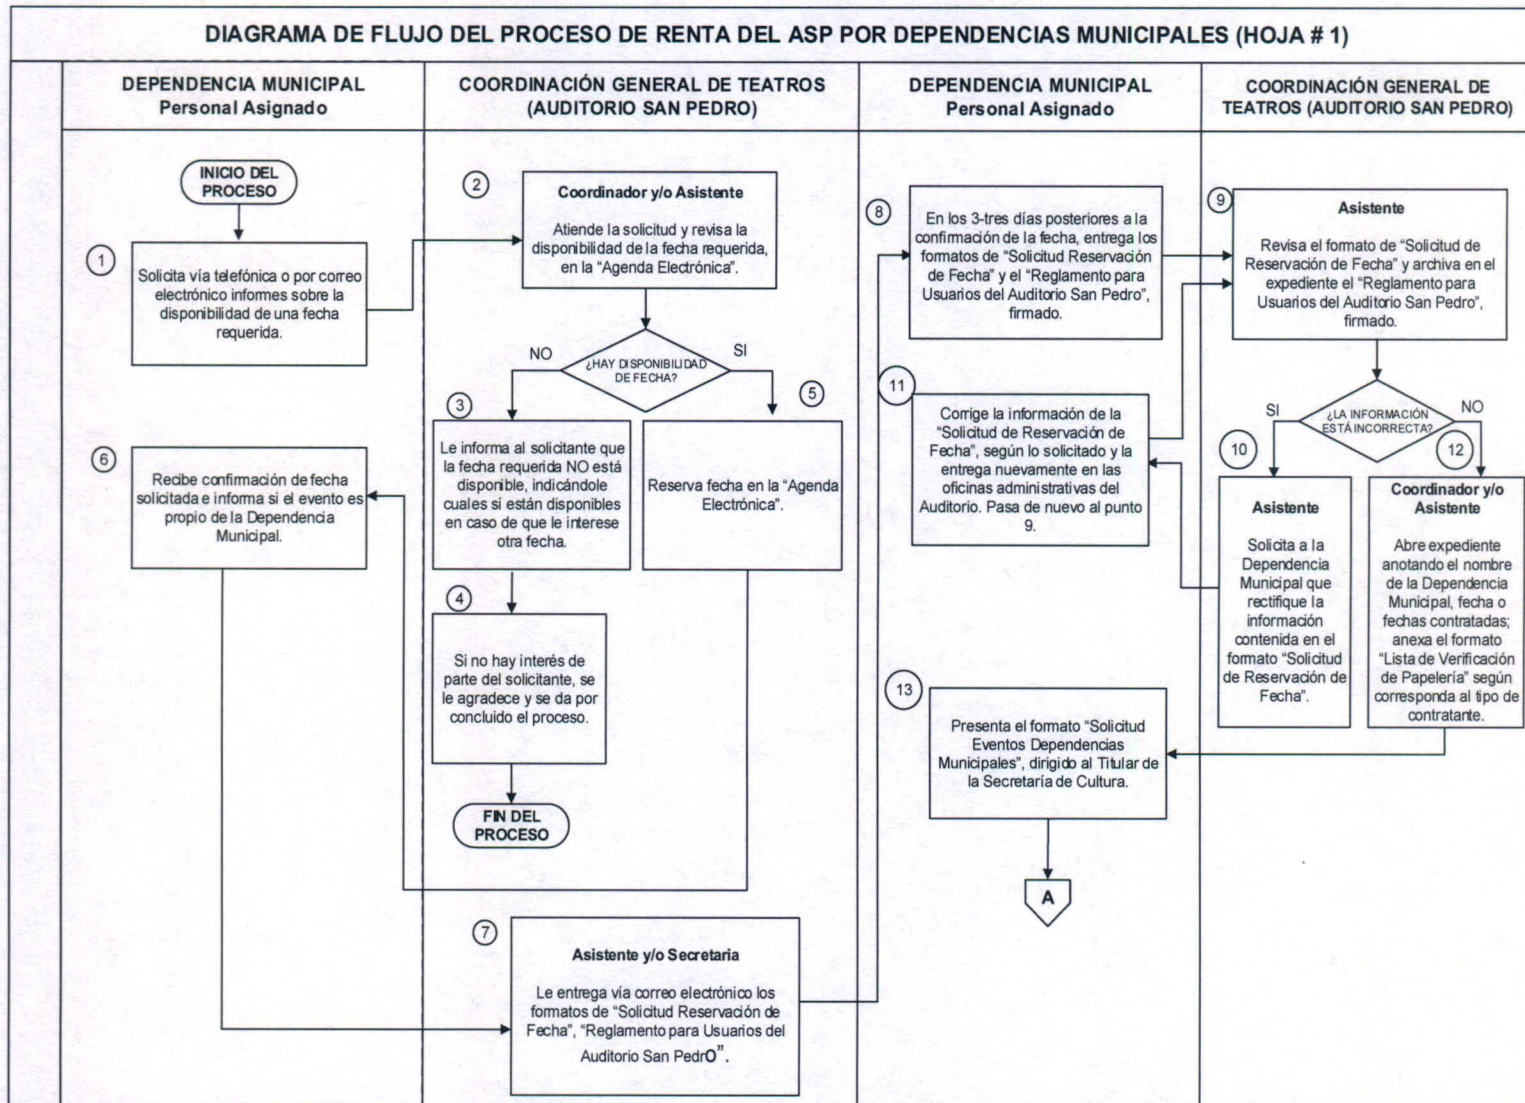 DIAGRAMA DE FLUJO DEL PROCESO DE RENTA DEL ASP POR DEPENDENCIAS MUNICIPALES (HOJA # 1)
DEPENDENCIA MUNICIPAL
Personal Asignado
COORDINACIÓN GENERAL DE TEATROS
(AUDITORIO SAN PEDRO)
DEPENDENCIA MUNICIPAL
Personal Asignado
COORDINACIÓN GENERAL DE
TEATROS (AUDITORIO SAN PEDRO)
INICIO DEL
PROCESO
1
Solicita vía telefónica o por correo
electrónico informes sobre la
disponibilidad de una fecha
requerida.
2
Coordinador y/o Asistente
Atiende la solicitud y revisa la
disponibilidad de la fecha requerida,
en la “Agenda Electrónica”.
¿HAY DISPONIBILIDAD
DE FECHA?
NO
SI
3
Le informa al solicitante que
la fecha requerida NO está
disponible, indicándole
cuales sí están disponibles
en caso de que le interese
otra fecha.
4
Si no hay interés de
parte del solicitante, se
le agradece y se da por
concluido el proceso.
FIN DEL
PROCESO
5
Reserva fecha en la “Agenda
Electrónica”.
6
Recibe confirmación de fecha
solicitada e informa si el evento es
propio de la Dependencia
Municipal.
7
Asistente y/o Secretaria
Le entrega vía correo electrónico los
formatos de “Solicitud Reservación de
Fecha”, “Reglamento para Usuarios del
Auditorio San PedrO”.
8
En los 3-tres días posteriores a la
confirmación de la fecha, entrega los
formatos de “Solicitud Reservación
de Fecha” y el “Reglamento para
Usuarios del Auditorio San Pedro”,
firmado.
9
Asistente
Revisa el formato de “Solicitud de
Reservación de Fecha” y archiva en el
expediente el “Reglamento para
Usuarios del Auditorio San Pedro”,
firmado.
¿LA INFORMACIÓN
ESTÁ INCORRECTA?
SI
NO
10
Asistente
Solicita a la
Dependencia
Municipal que
rectifique la
información
contenida en el
formato “Solicitud
de Reservación de
Fecha”.
11
Corrige la información de la
“Solicitud de Reservación de
Fecha”, según lo solicitado y la
entrega nuevamente en las
oficinas administrativas del
Auditorio. Pasa de nuevo al punto
9.
12
Coordinador y/o
Asistente
Abre expediente
anotando el nombre
de la Dependencia
Municipal, fecha o
fechas contratadas;
anexa el formato
“Lista de Verificación
de Papelería” según
corresponda al tipo de
contratante.
13
Presenta el formato “Solicitud
Eventos Dependencias
Municipales”, dirigido al Titular de
la Secretaría de Cultura.
A